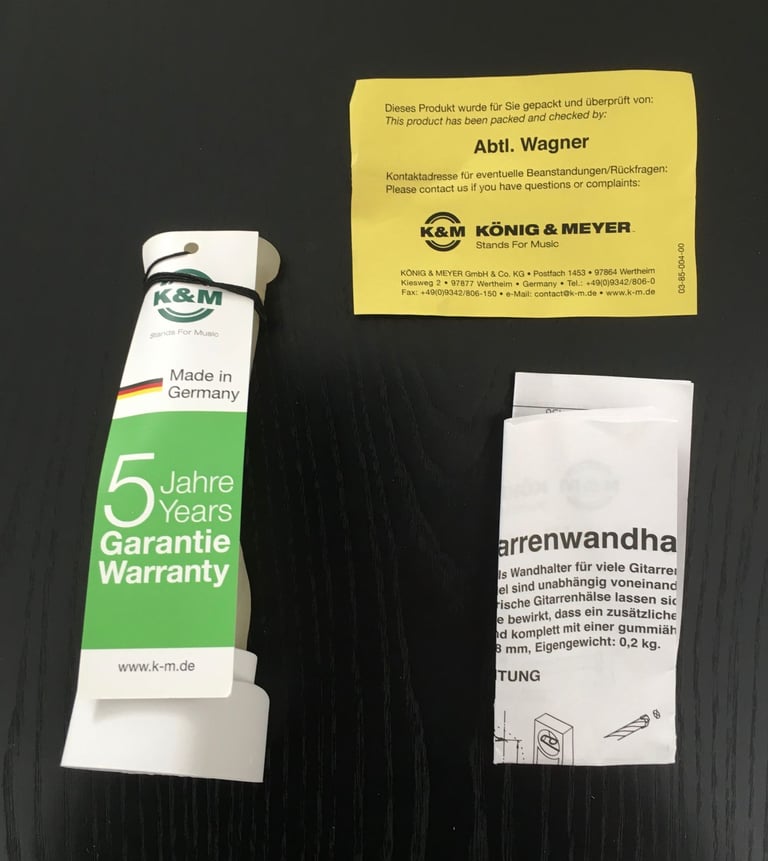 Dieses Produkt wurde für Sie gepackt und überprüft von:
This product has been packed and checked by:
Abtl. Wagner
Kontaktadresse für eventuelle Beanstandungen/Rückfragen:
Please contact us if you have questions or complaints:
K&M KÖNIG & MEYER
Stands For Music
KÖNIG & MEYER GmbH & Co. KG • Postfach 1453 • 97864 Wertheim
Kiesweg 2 • 97877 Wertheim • Germany • Tel.: +49(0)9342/806-0
Fax: +49(0)9342/806-150 • e-Mail: contact@k-m.de • www.k-m.de
03-85-004-00
K&M
Stands For Music
Made in
Germany
5 Jahre
Years
Garantie
Warranty
www.k-m.de
arrenwandha
ls Wandhalter für viele Gitarre
el sind unabhängig voneinand
rische Gitarrenhälse lassen sic
e bewirkt, dass ein zusätzliche
nd komplett mit einer gummiäh
8 mm, Eigengewicht: 0,2 kg.
TUNG